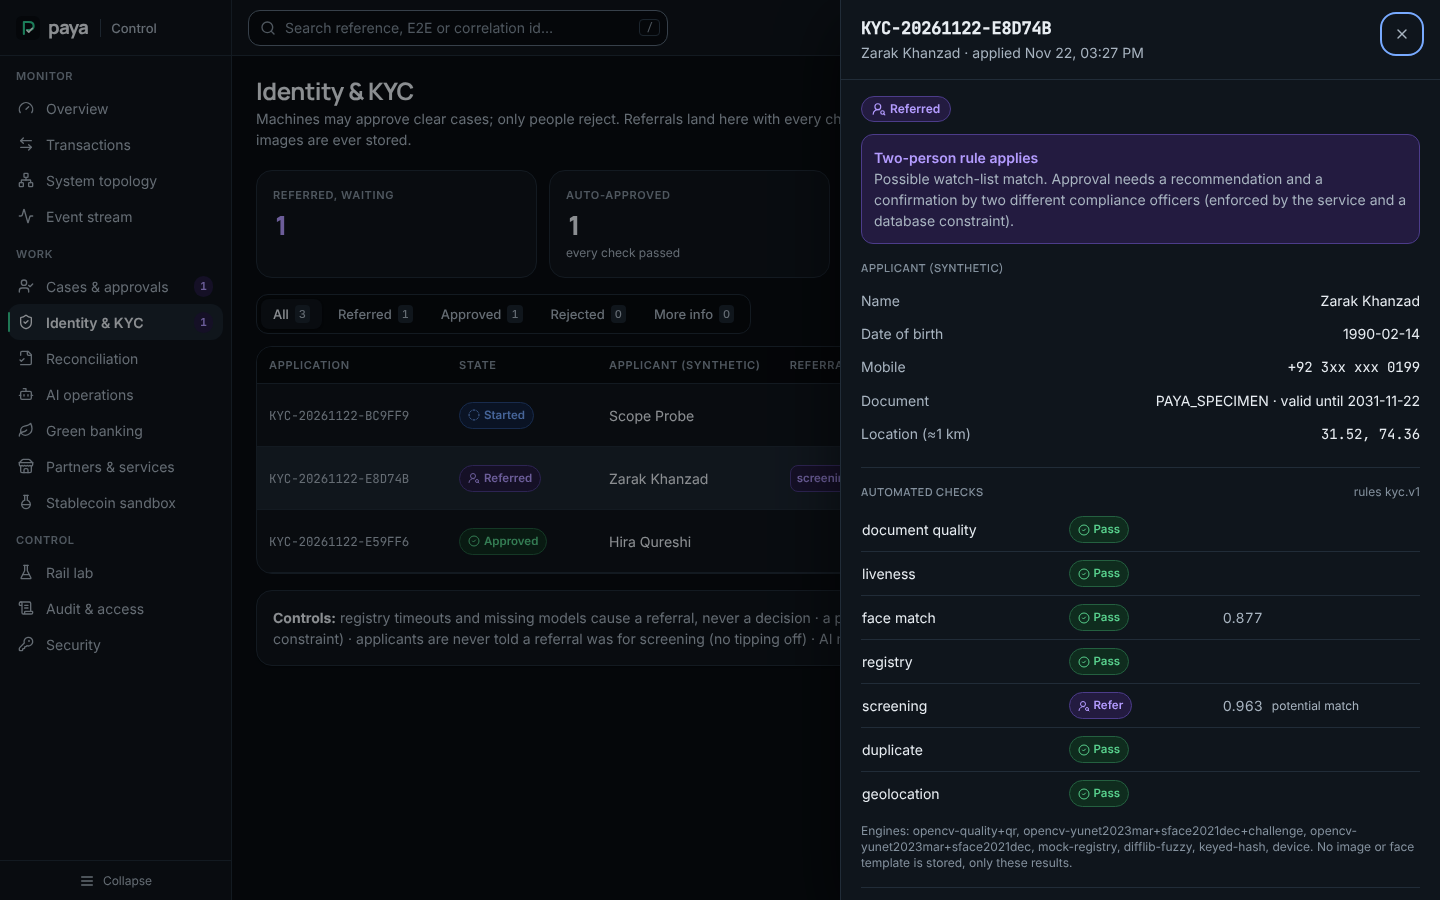 paya
Control
MONITOR
Overview
Transactions
System topology
Event stream
WORK
Cases & approvals 1
Identity & KYC 1
Reconciliation
AI operations
Green banking
Partners & services
Stablecoin sandbox
CONTROL
Rail lab
Audit & access
Security
Collapse
Search reference, E2E or correlation id... /
Identity & KYC
Machines may approve clear cases; only people reject. Referrals land here with every ch
images are ever stored.
REFERRED, WAITING
1
AUTO-APPROVED
1
every check passed
All 3 Referred 1 Approved 1 Rejected 0 More info 0
APPLICATION STATE APPLICANT (SYNTHETIC) REFERRA
KYC-20261122-BC9FF9 Started Scope Probe
KYC-20261122-E8D74B Referred Zarak Khanzad screenin
KYC-20261122-E59FF6 Approved Hira Qureshi
Controls: registry timeouts and missing models cause a referral, never a decision · a p
constraint) · applicants are never told a referral was for screening (no tipping off) · AI r
KYC-20261122-E8D74B
Zarak Khanzad · applied Nov 22, 03:27 PM
Referred
Two-person rule applies
Possible watch-list match. Approval needs a recommendation and a
confirmation by two different compliance officers (enforced by the service and a
database constraint).
APPLICANT (SYNTHETIC)
Name Zarak Khanzad
Date of birth 1990-02-14
Mobile +92 3xx xxx 0199
Document PAYA_SPECIMEN · valid until 2031-11-22
Location (≈1 km) 31.52, 74.36
AUTOMATED CHECKS rules kyc.v1
document quality Pass
liveness Pass
face match Pass 0.877
registry Pass
screening Refer 0.963 potential match
duplicate Pass
geolocation Pass
Engines: opencv-quality+qr, opencv-yunet2023mar+sface2021dec+challenge, opencv-
yunet2023mar+sface2021dec, mock-registry, difflib-fuzzy, keyed-hash, device. No image or face
template is stored, only these results.